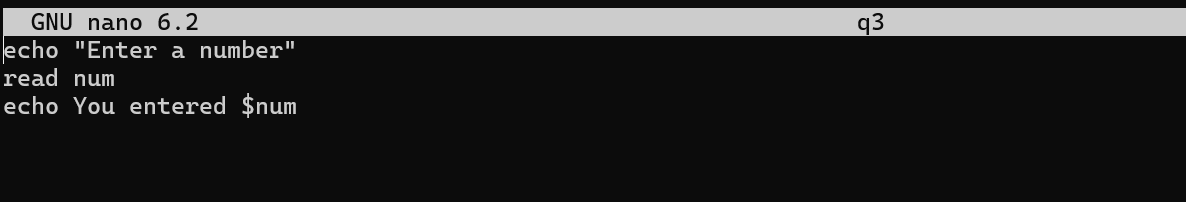 GNU nano 6.2 q3
echo "Enter a number"
read num
echo You entered $num